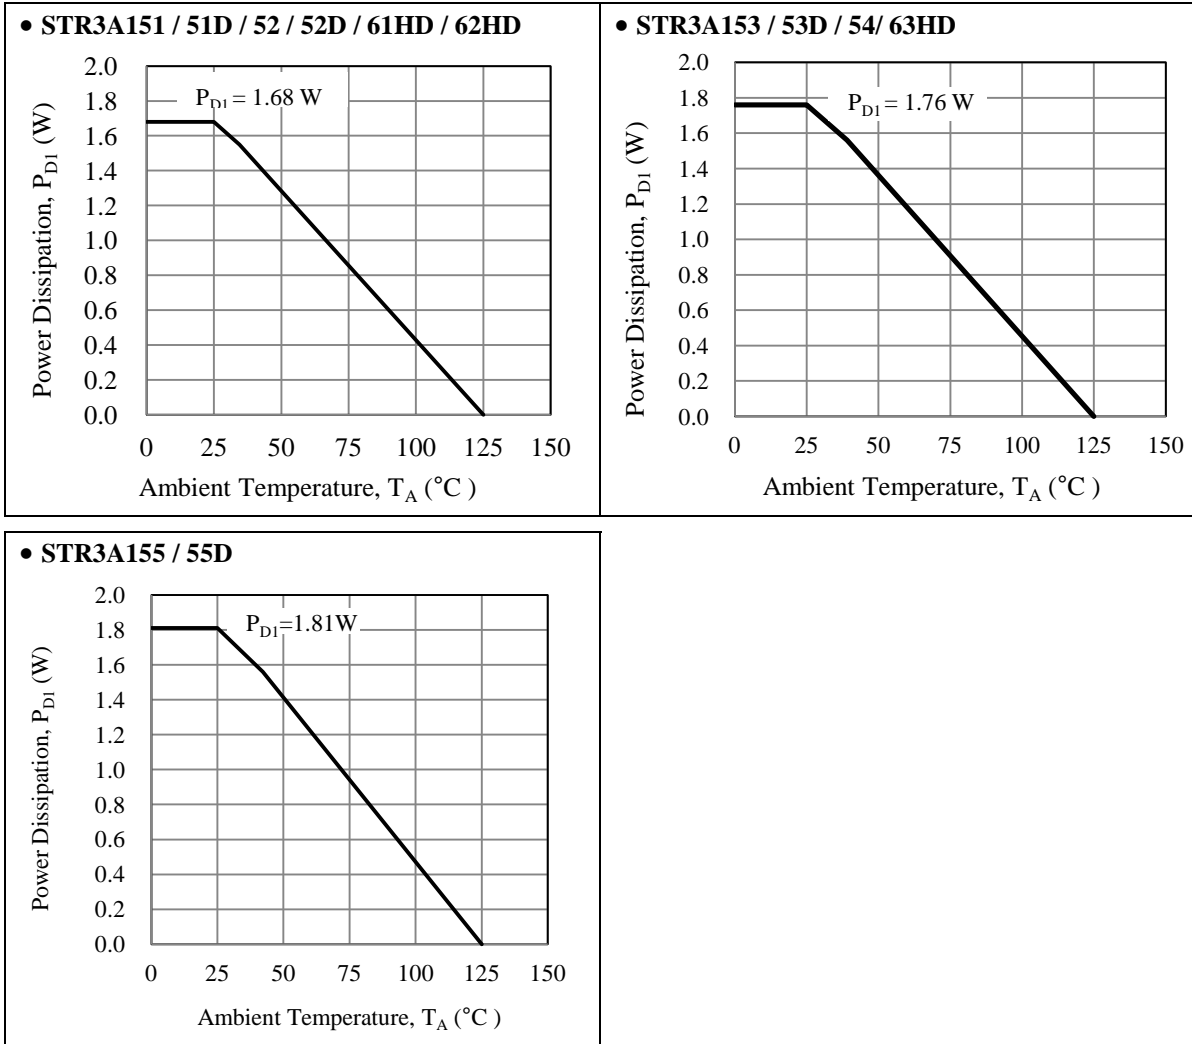 • STR3A151 / 51D / 52 / 52D / 61HD / 62HD
Power Dissipation, PD1 (W)
2.0
1.8
1.6
1.4
1.2
1.0
0.8
0.6
0.4
0.2
0.0
PD1 = 1.68 W
0 25 50 75 100 125 150
Ambient Temperature, TA (°C )
• STR3A153 / 53D / 54/ 63HD
Power Dissipation, PD1 (W)
2.0
1.8
1.6
1.4
1.2
1.0
0.8
0.6
0.4
0.2
0.0
PD1 = 1.76 W
0 25 50 75 100 125 150
Ambient Temperature, TA (°C )
• STR3A155 / 55D
Power Dissipation, PD1 (W)
2.0
1.8
1.6
1.4
1.2
1.0
0.8
0.6
0.4
0.2
0.0
PD1=1.81W
0 25 50 75 100 125 150
Ambient Temperature, TA (°C )